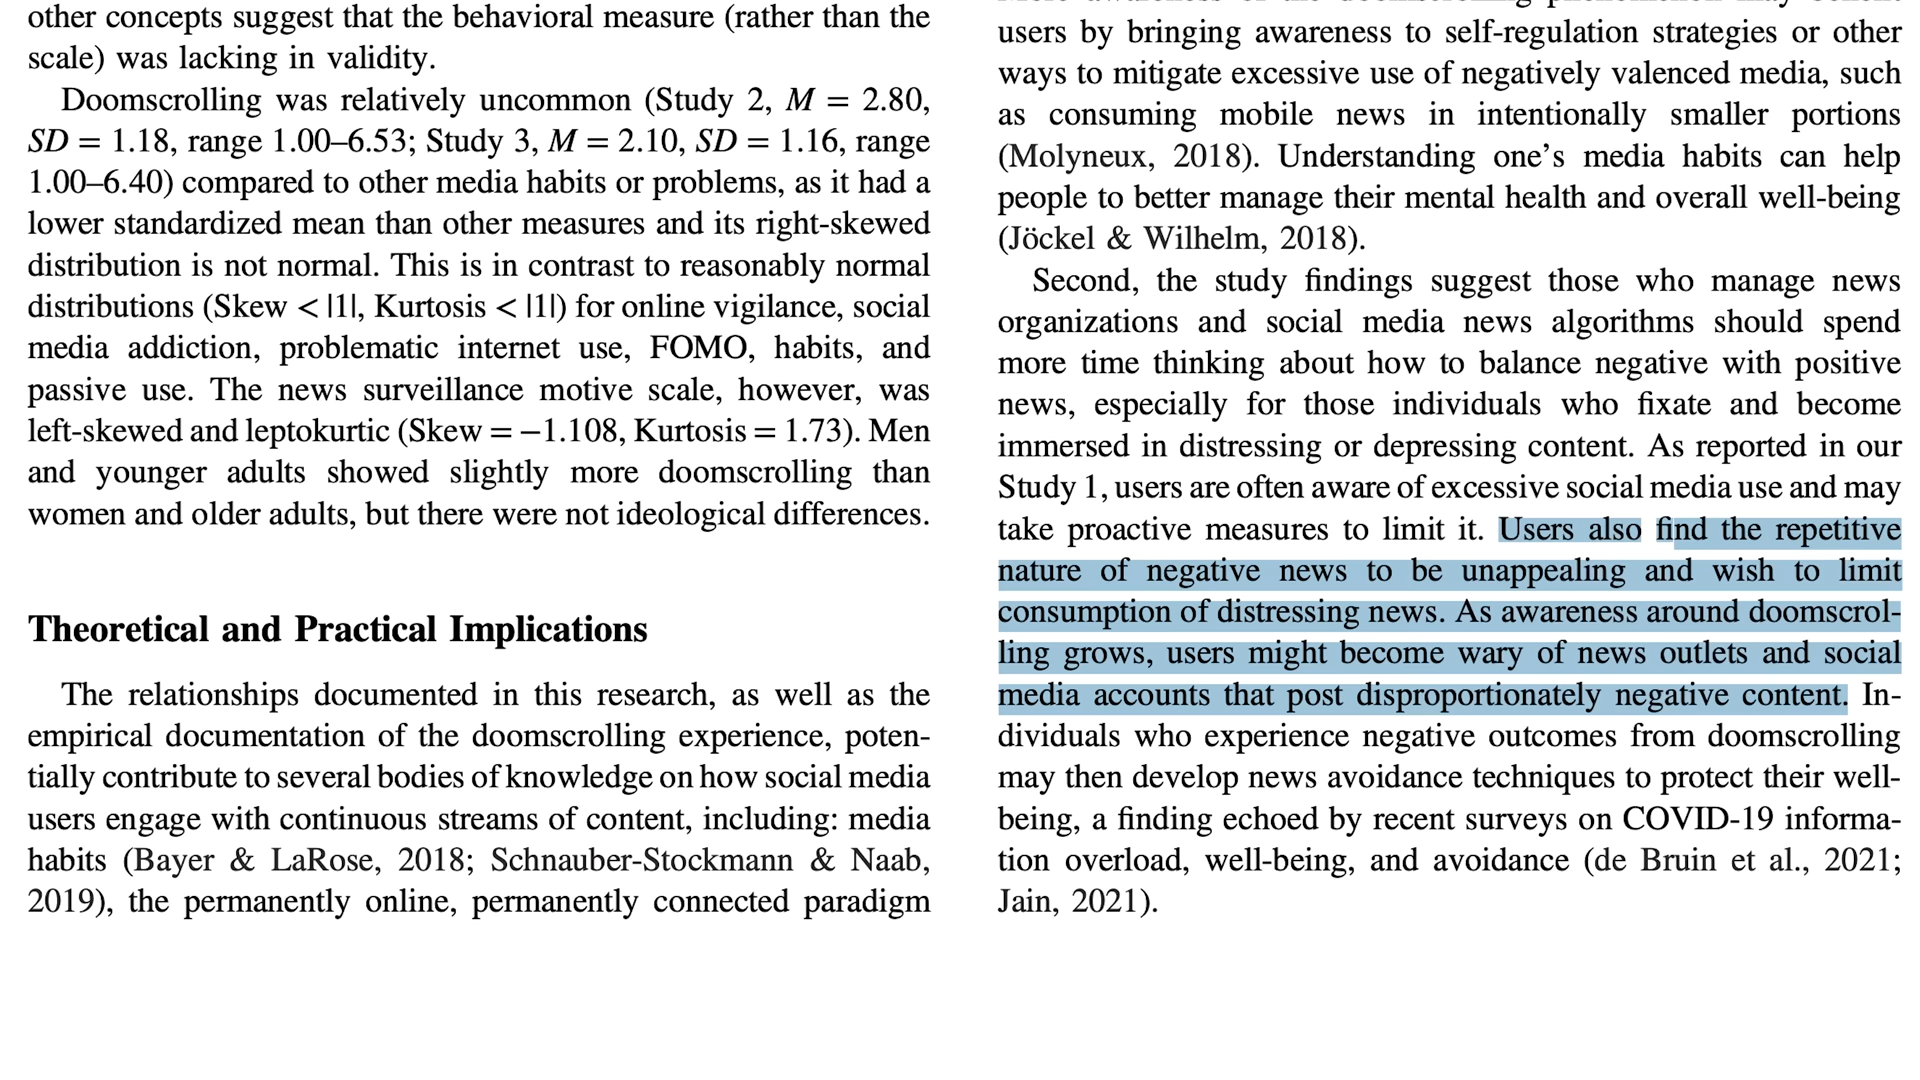 other concepts suggest that the behavioral measure (rather than the
scale) was lacking in validity.
Doomscrolling was relatively uncommon (Study 2, M = 2.80,
SD = 1.18, range 1.00–6.53; Study 3, M = 2.10, SD = 1.16, range
1.00–6.40) compared to other media habits or problems, as it had a
lower standardized mean than other measures and its right-skewed
distribution is not normal. This is in contrast to reasonably normal
distributions (Skew < |1|, Kurtosis < |1|) for online vigilance, social
media addiction, problematic internet use, FOMO, habits, and
passive use. The news surveillance motive scale, however, was
left-skewed and leptokurtic (Skew = −1.108, Kurtosis = 1.73). Men
and younger adults showed slightly more doomscrolling than
women and older adults, but there were not ideological differences.
Theoretical and Practical Implications
The relationships documented in this research, as well as the
empirical documentation of the doomscrolling experience, poten-
tially contribute to several bodies of knowledge on how social media
users engage with continuous streams of content, including: media
habits (Bayer & LaRose, 2018; Schnauber-Stockmann & Naab,
2019), the permanently online, permanently connected paradigm
users by bringing awareness to self-regulation strategies or other
ways to mitigate excessive use of negatively valenced media, such
as consuming mobile news in intentionally smaller portions
(Molyneux, 2018). Understanding one’s media habits can help
people to better manage their mental health and overall well-being
(Jöckel & Wilhelm, 2018).
Second, the study findings suggest those who manage news
organizations and social media news algorithms should spend
more time thinking about how to balance negative with positive
news, especially for those individuals who fixate and become
immersed in distressing or depressing content. As reported in our
Study 1, users are often aware of excessive social media use and may
take proactive measures to limit it. Users also find the repetitive
nature of negative news to be unappealing and wish to limit
consumption of distressing news. As awareness around doomscrol-
ling grows, users might become wary of news outlets and social
media accounts that post disproportionately negative content. In-
dividuals who experience negative outcomes from doomscrolling
may then develop news avoidance techniques to protect their well-
being, a finding echoed by recent surveys on COVID-19 informa-
tion overload, well-being, and avoidance (de Bruin et al., 2021;
Jain, 2021).